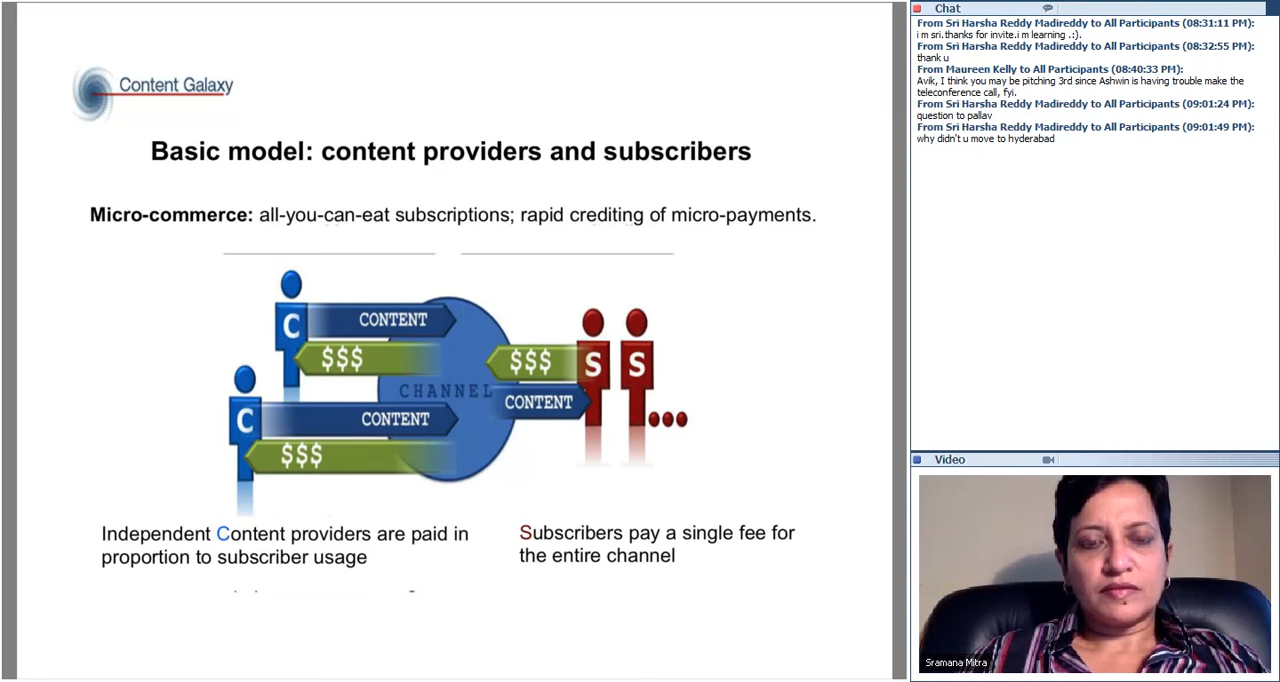 Content Galaxy
Basic model: content providers and subscribers
Micro-commerce: all-you-can-eat subscriptions; rapid crediting of micro-payments.
C
CONTENT
$$$
CHANNEL
C
CONTENT
$$$
$$$
S
S
CONTENT
Independent Content providers are paid in
proportion to subscriber usage
Subscribers pay a single fee for
the entire channel
Chat
From Sri Harsha Reddy Madireddy to All Participants (08:31:11 PM):
i m sri.thanks for invite.i m learning .:).
From Sri Harsha Reddy Madireddy to All Participants (08:32:55 PM):
thank u
From Maureen Kelly to All Participants (08:40:33 PM):
Avik, I think you may be pitching 3rd since Ashwin is having trouble make the
teleconference call, fyi.
From Sri Harsha Reddy Madireddy to All Participants (09:01:24 PM):
question to pallav
From Sri Harsha Reddy Madireddy to All Participants (09:01:49 PM):
why didn't u move to hyderabad
Video
Sramana Mitra